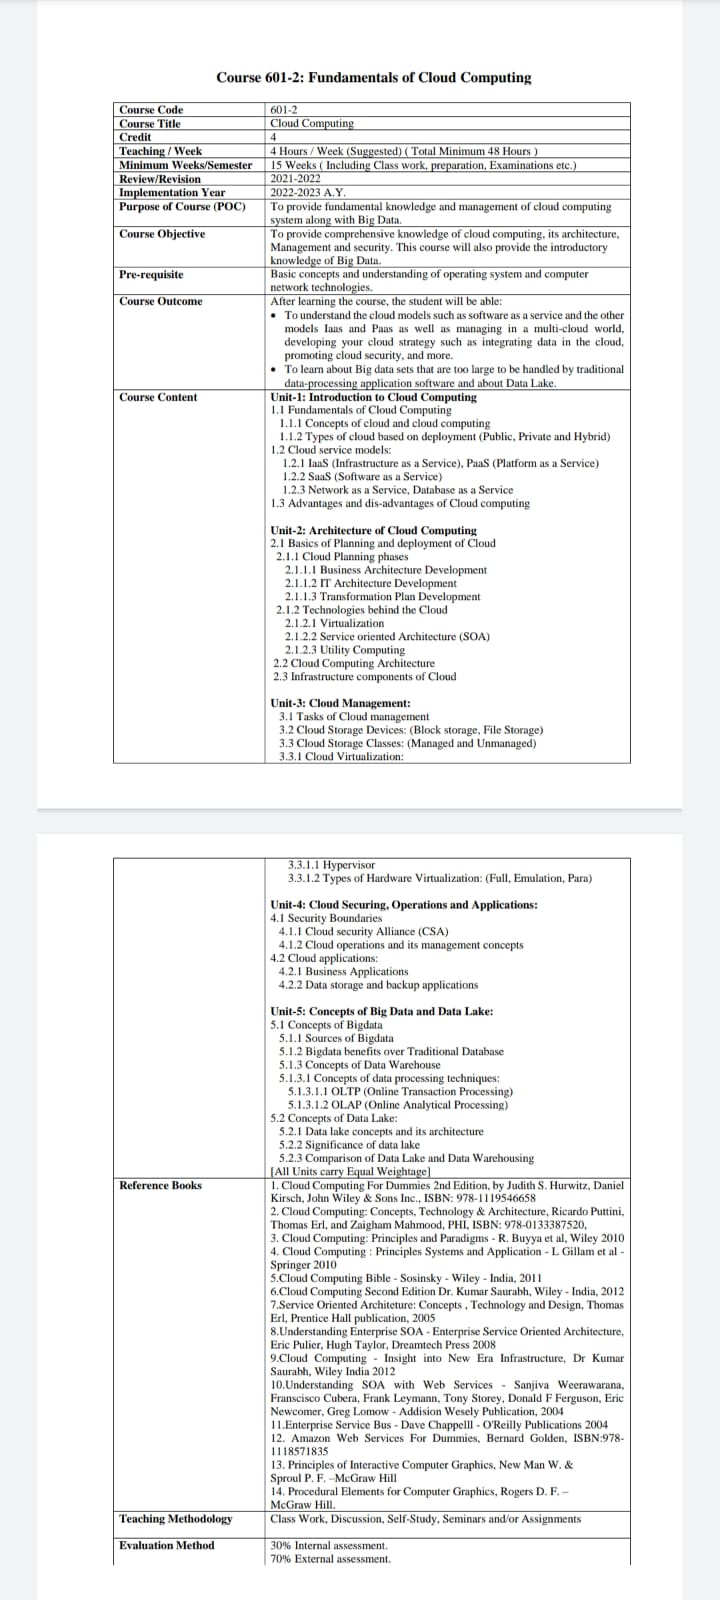 Course 601-2: Fundamentals of Cloud Computing
Course Code 601-2
Course Title Cloud Computing
Credit 4
Teaching / Week 4 Hours / Week (Suggested) ( Total Minimum 48 Hours )
Minimum Weeks/Semester 15 Weeks ( Including Class work, preparation, Examinations etc.)
Review/Revision 2021-2022
Implementation Year 2022-2023 A.Y.
Purpose of Course (POC) To provide fundamental knowledge and management of cloud computing
system along with Big Data.
Course Objective To provide comprehensive knowledge of cloud computing, its architecture,
Management and security. This course will also provide the introductory
knowledge of Big Data.
Pre-requisite Basic concepts and understanding of operating system and computer
network technologies.
Course Outcome After learning the course, the student will be able:
• To understand the cloud models such as software as a service and the other
models Iaas and Paas as well as managing in a multi-cloud world,
developing your cloud strategy such as integrating data in the cloud,
promoting cloud security, and more.
• To learn about Big data sets that are too large to be handled by traditional
data-processing application software and about Data Lake.
Course Content Unit-1: Introduction to Cloud Computing
1.1 Fundamentals of Cloud Computing
1.1.1 Concepts of cloud and cloud computing
1.1.2 Types of cloud based on deployment (Public, Private and Hybrid)
1.2 Cloud service models:
1.2.1 IaaS (Infrastructure as a Service), PaaS (Platform as a Service)
1.2.2 SaaS (Software as a Service)
1.2.3 Network as a Service, Database as a Service
1.3 Advantages and dis-advantages of Cloud computing
Unit-2: Architecture of Cloud Computing
2.1 Basics of Planning and deployment of Cloud
2.1.1 Cloud Planning phases
2.1.1.1 Business Architecture Development
2.1.1.2 IT Architecture Development
2.1.1.3 Transformation Plan Development
2.1.2 Technologies behind the Cloud
2.1.2.1 Virtualization
2.1.2.2 Service oriented Architecture (SOA)
2.1.2.3 Utility Computing
2.2 Cloud Computing Architecture
2.3 Infrastructure components of Cloud
Unit-3: Cloud Management:
3.1 Tasks of Cloud management
3.2 Cloud Storage Devices: (Block storage, File Storage)
3.3 Cloud Storage Classes: (Managed and Unmanaged)
3.3.1 Cloud Virtualization:
3.3.1.1 Hypervisor
3.3.1.2 Types of Hardware Virtualization: (Full, Emulation, Para)
Unit-4: Cloud Securing, Operations and Applications:
4.1 Security Boundaries
4.1.1 Cloud security Alliance (CSA)
4.1.2 Cloud operations and its management concepts
4.2 Cloud applications:
4.2.1 Business Applications
4.2.2 Data storage and backup applications
Unit-5: Concepts of Big Data and Data Lake:
5.1 Concepts of Bigdata
5.1.1 Sources of Bigdata
5.1.2 Bigdata benefits over Traditional Database
5.1.3 Concepts of Data Warehouse
5.1.3.1 Concepts of data processing techniques:
5.1.3.1.1 OLTP (Online Transaction Processing)
5.1.3.1.2 OLAP (Online Analytical Processing)
5.2 Concepts of Data Lake:
5.2.1 Data lake concepts and its architecture
5.2.2 Significance of data lake
5.2.3 Comparison of Data Lake and Data Warehousing
[All Units carry Equal Weightage]
Reference Books 1. Cloud Computing For Dummies 2nd Edition, by Judith S. Hurwitz, Daniel
Kirsch, John Wiley & Sons Inc., ISBN: 978-1119546658
2. Cloud Computing: Concepts, Technology & Architecture, Ricardo Puttini,
Thomas Erl, and Zaigham Mahmood, PHI, ISBN: 978-0133387520,
3. Cloud Computing: Principles and Paradigms - R. Buyya et al, Wiley 2010
4. Cloud Computing : Principles Systems and Application - L Gillam et al -
Springer 2010
5.Cloud Computing Bible - Sosinsky - Wiley - India, 2011
6.Cloud Computing Second Edition Dr. Kumar Saurabh, Wiley - India, 2012
7.Service Oriented Architeture: Concepts , Technology and Design, Thomas
Erl, Prentice Hall publication, 2005
8.Understanding Enterprise SOA - Enterprise Service Oriented Architecture,
Eric Pulier, Hugh Taylor, Dreamtech Press 2008
9.Cloud Computing - Insight into New Era Infrastructure, Dr Kumar
Saurabh, Wiley India 2012
10.Understanding SOA with Web Services - Sanjiva Weerawarana,
Franscisco Cubera, Frank Leymann, Tony Storey, Donald F Ferguson, Eric
Newcomer, Greg Lomow - Addision Wesely Publication, 2004
11.Enterprise Service Bus - Dave Chappelll - O'Reilly Publications 2004
12. Amazon Web Services For Dummies, Bernard Golden, ISBN:978-
1118571835
13. Principles of Interactive Computer Graphics, New Man W. &
Sproul P. F. –McGraw Hill
14. Procedural Elements for Computer Graphics, Rogers D. F. –
McGraw Hill.
Teaching Methodology Class Work, Discussion, Self-Study, Seminars and/or Assignments
Evaluation Method 30% Internal assessment.
70% External assessment.